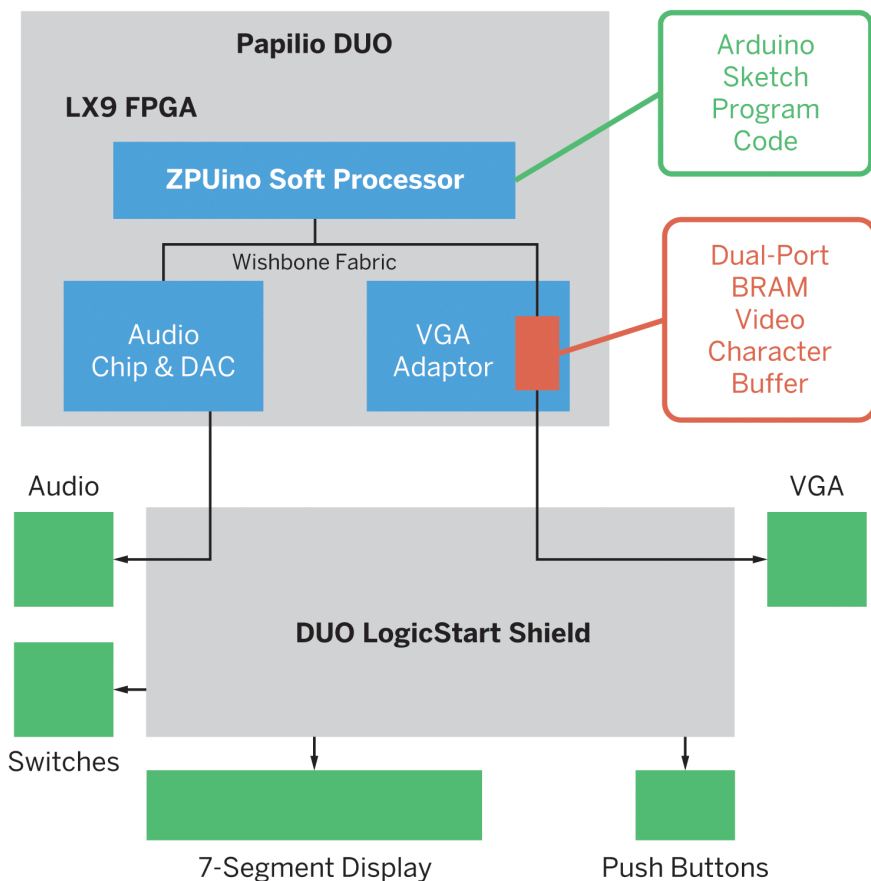 Papilio DUO
LX9 FPGA
ZPUino Soft Processor
Arduino
Sketch
Program
Code
Wishbone Fabric
Audio
Chip & DAC
VGA
Adaptor
Dual-Port
BRAM
Video
Character
Buffer
Audio
VGA
DUO LogicStart Shield
Switches
7-Segment Display
Push Buttons